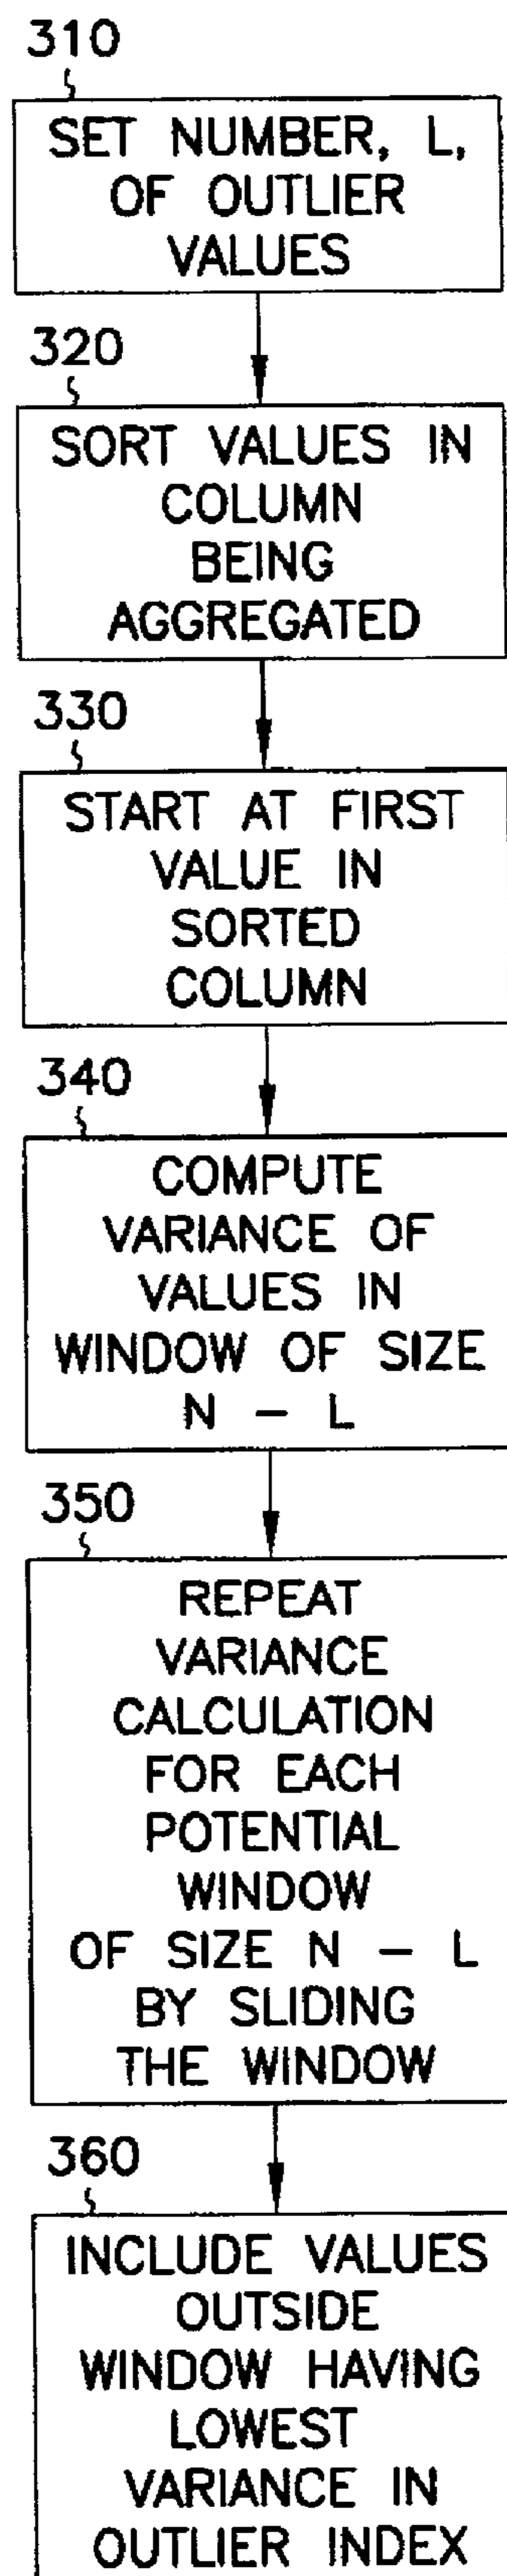 310
SET NUMBER, L,
OF OUTLIER
VALUES
320
SORT VALUES IN
COLUMN
BEING
AGGREGATED
330
START AT FIRST
VALUE IN
SORTED
COLUMN
340
COMPUTE
VARIANCE OF
VALUES IN
WINDOW OF SIZE
N - L
350
REPEAT
VARIANCE
CALCULATION
FOR EACH
POTENTIAL
WINDOW
OF SIZE N - L
BY SLIDING
THE WINDOW
360
INCLUDE VALUES
OUTSIDE
WINDOW HAVING
LOWEST
VARIANCE IN
OUTLIER INDEX